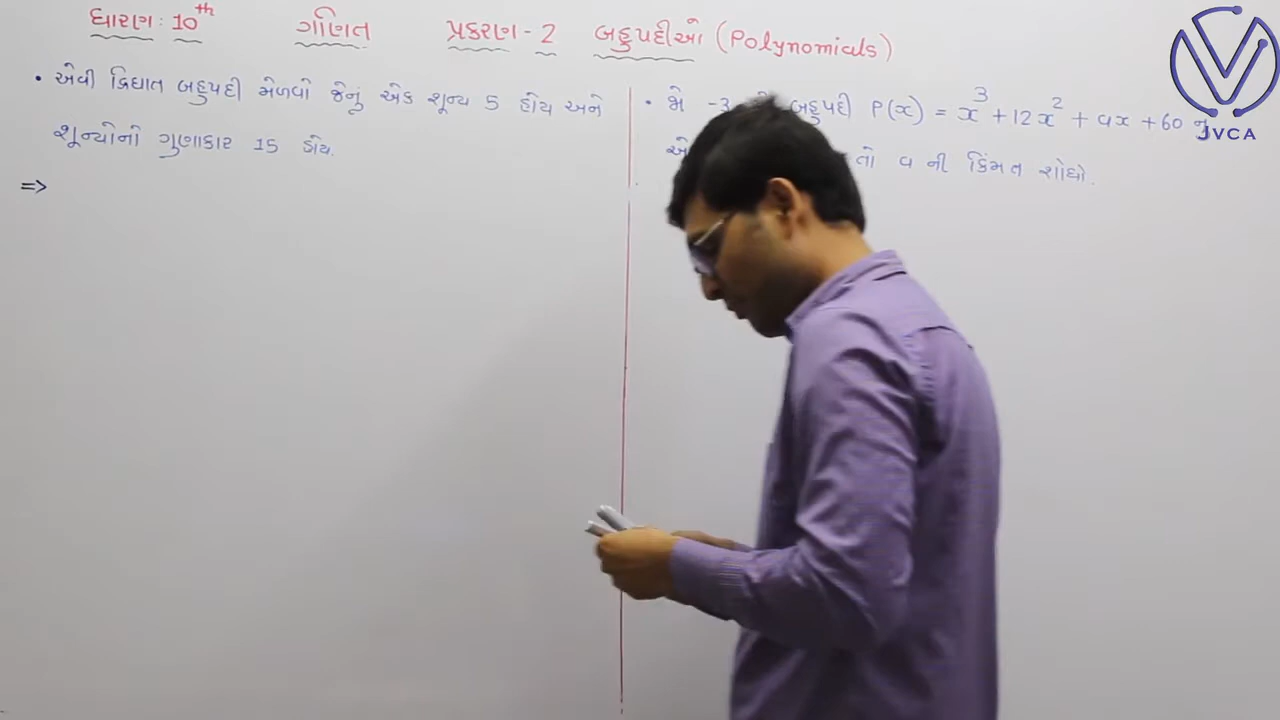 ધોરણ: 10th ગણિત પ્રકરણ - 2 બહુપદીઓ (Polynomials)
• એવી દ્વિઘાત બહુપદી મેળવો જેનું એક શૂન્ય 5 હોય અને
શૂન્યોનો ગુણાકાર 15 હોય.
=>
• જો -3 બહુપદી P(x) = x³ + 12x² + ax + 60 નુ
તો a ની કિંમત શોધો.
JVCA